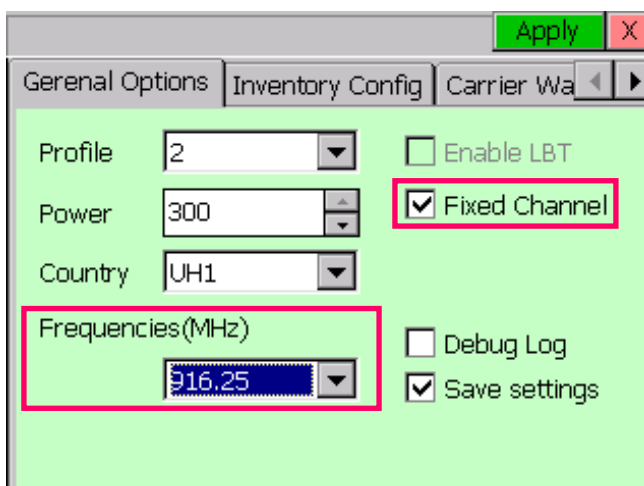 Apply X
Gerenal Options Inventory Config Carrier Wa
Profile 2 Enable LBT
Power 300 Fixed Channel
Country UH1
Frequencies(MHz)
Debug Log
916.25
Save settings